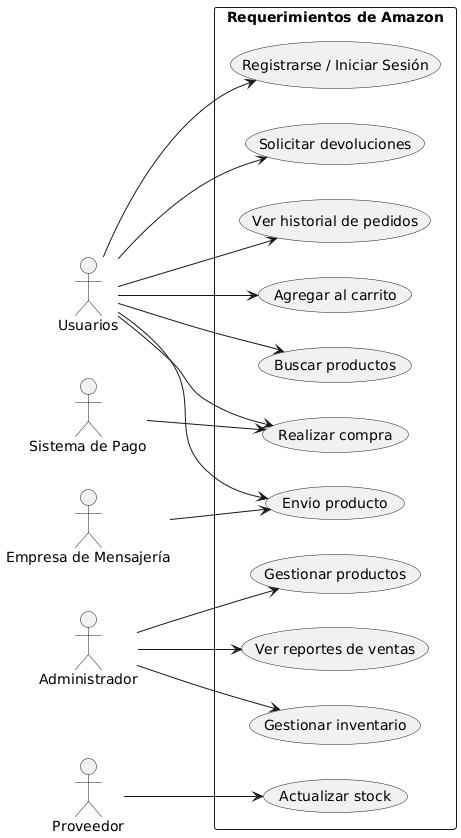 Requerimientos de Amazon
Registrarse / Iniciar Sesión
Solicitar devoluciones
Ver historial de pedidos
Agregar al carrito
Usuarios
Buscar productos
Realizar compra
Sistema de Pago
Envio producto
Empresa de Mensajería
Gestionar productos
Ver reportes de ventas
Administrador
Gestionar inventario
Actualizar stock
Proveedor